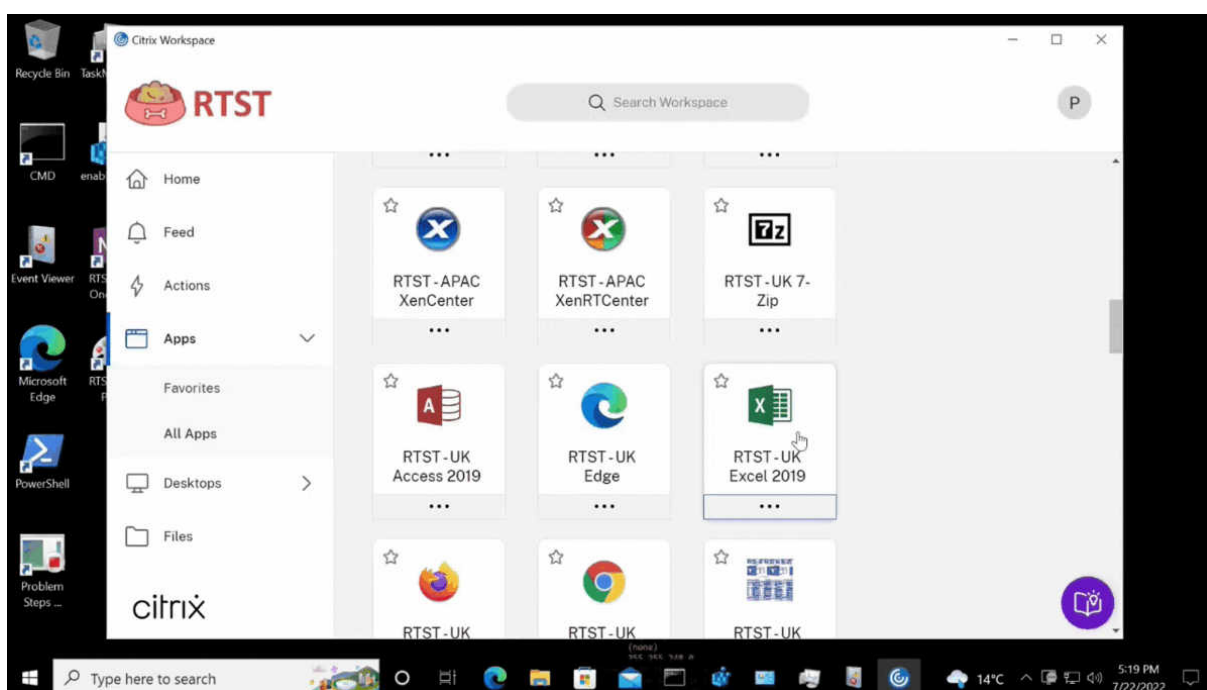 Citrix Workspace
RTST
Search Workspace
P
Recycle Bin
CMD
Event Viewer
Microsoft
Edge
PowerShell
Problem
Steps ...
Home
Feed
Actions
Apps
Favorites
All Apps
Desktops
Files
citrix
RTST-APAC
XenCenter
RTST-APAC
XenRTCenter
7z
RTST-UK 7-
Zip
A
RTST-UK
Access 2019
RTST-UK
Edge
X
RTST-UK
Excel 2019
RTST-UK
RTST-UK
RTST-UK
(none)
Type here to search
14°C
5:19 PM
7/22/2022